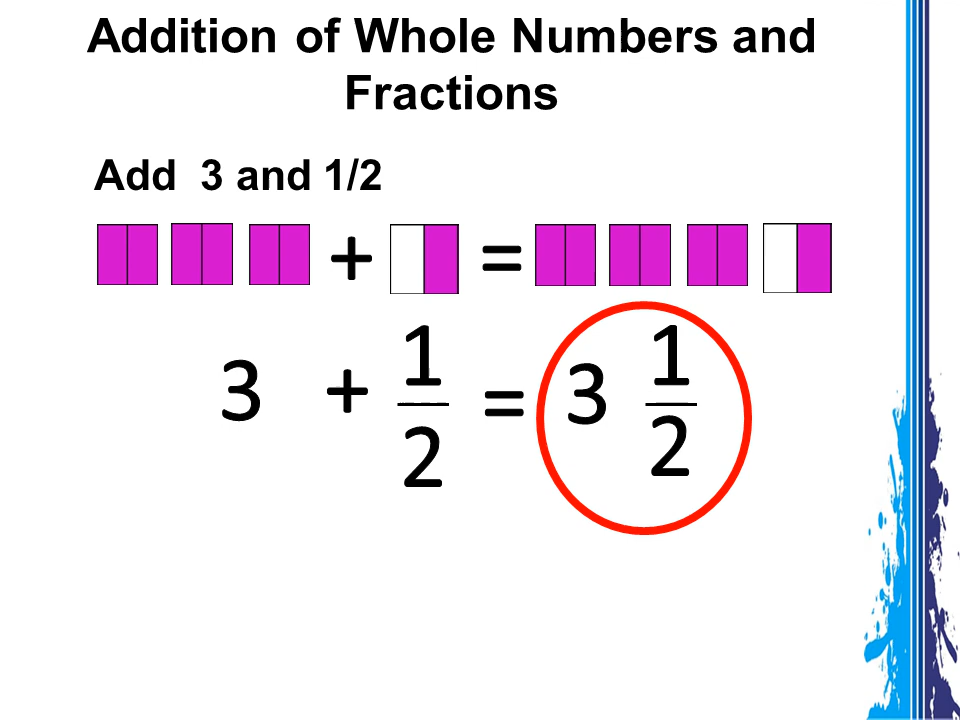 Addition of Whole Numbers and
Fractions
Add 3 and 1/2
+ =
3 + 1/2 = 3 1/2